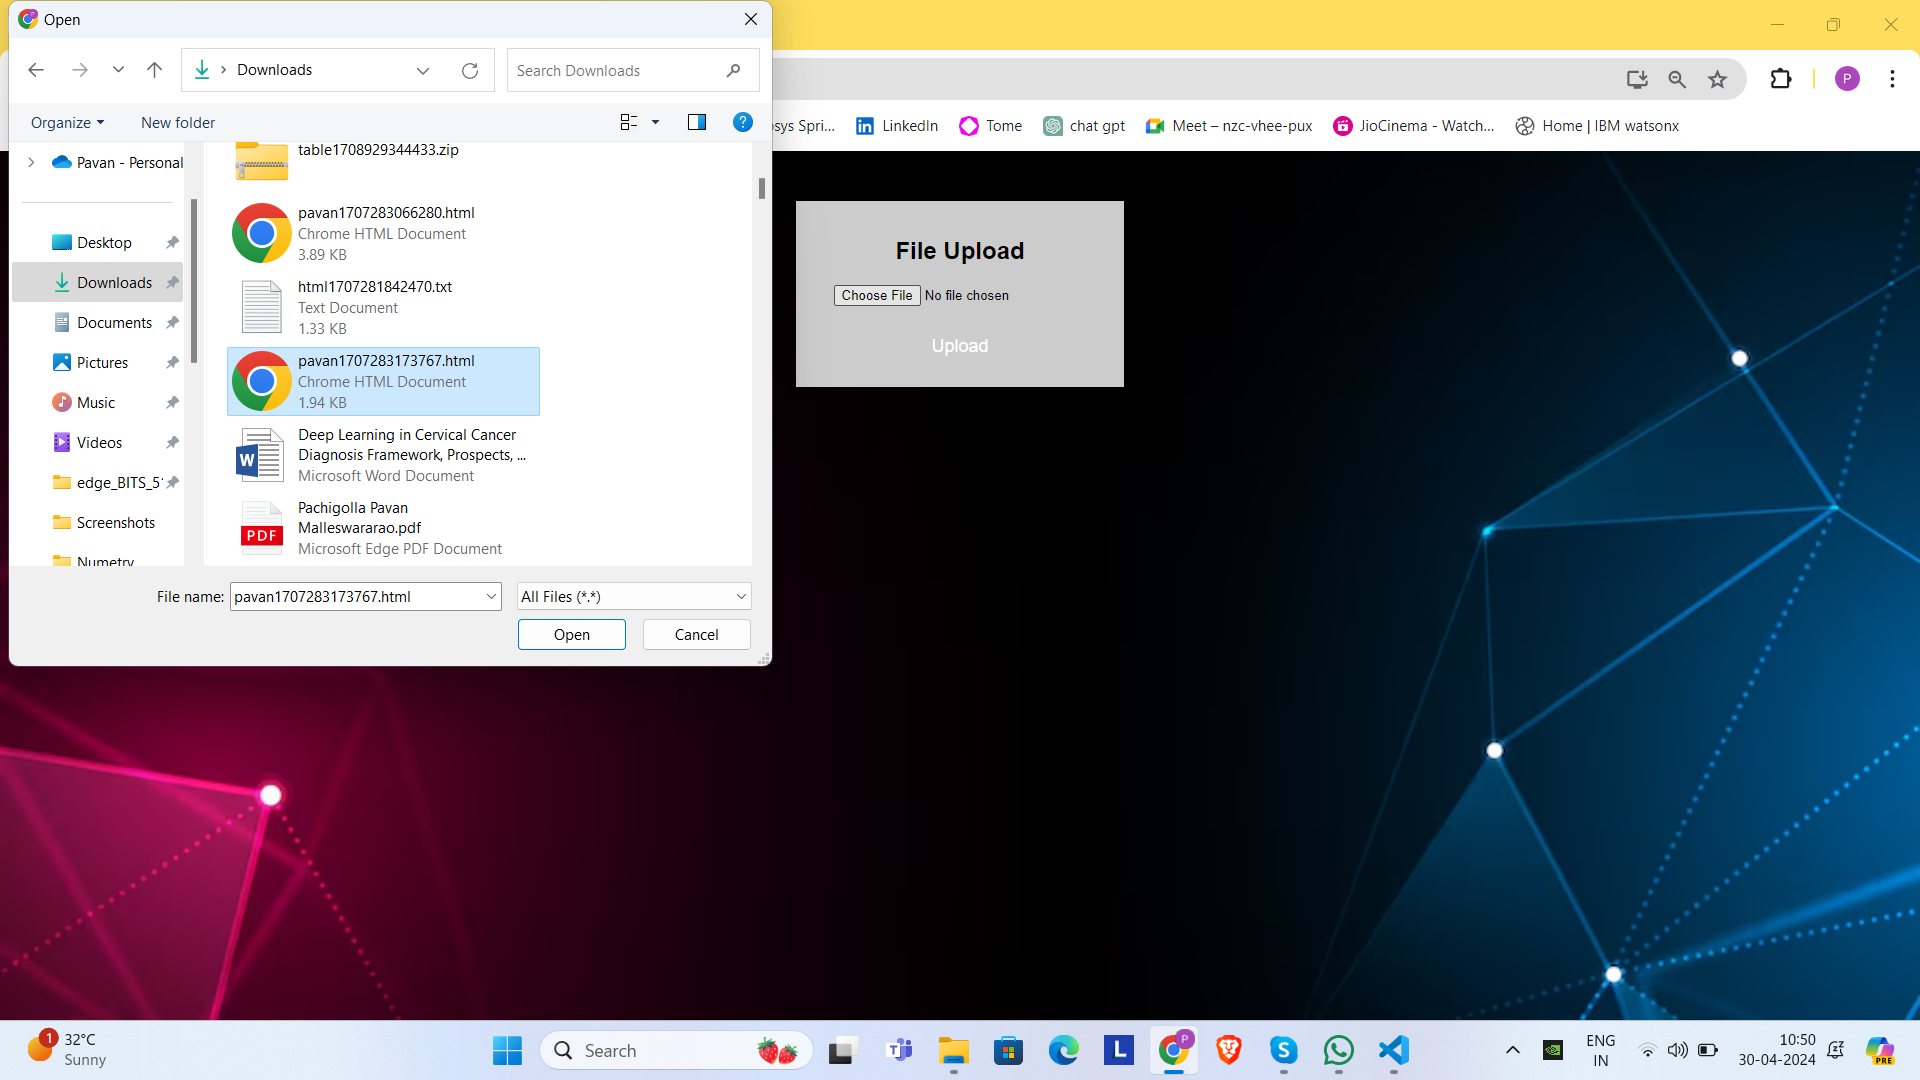 Open
Downloads
Search Downloads
Organize
New folder
?
Pavan - Personal
Desktop
Downloads
Documents
Pictures
Music
Videos
Screenshots
Numetry
table1708929344433.zip
pavan1707283066280.html
Chrome HTML Document
3.89 KB
html1707281842470.txt
Text Document
1.33 KB
pavan1707283173767.html
Chrome HTML Document
1.94 KB
W
Deep Learning in Cervical Cancer
Diagnosis Framework, Prospects, ...
Microsoft Word Document
PDF
Pachigolla Pavan
Malleswararao.pdf
Microsoft Edge PDF Document
File name: pavan1707283173767.html
All Files (*.*)
Open
Cancel
P
osys Spri...
in LinkedIn
Tome
chat gpt
Meet – nzc-vhee-pux
JioCinema - Watch...
Home | IBM watsonx
File Upload
Choose File No file chosen
Upload
1
32°C
Sunny
Search
L
P
S
ENG
IN
10:50
30-04-2024
PRE